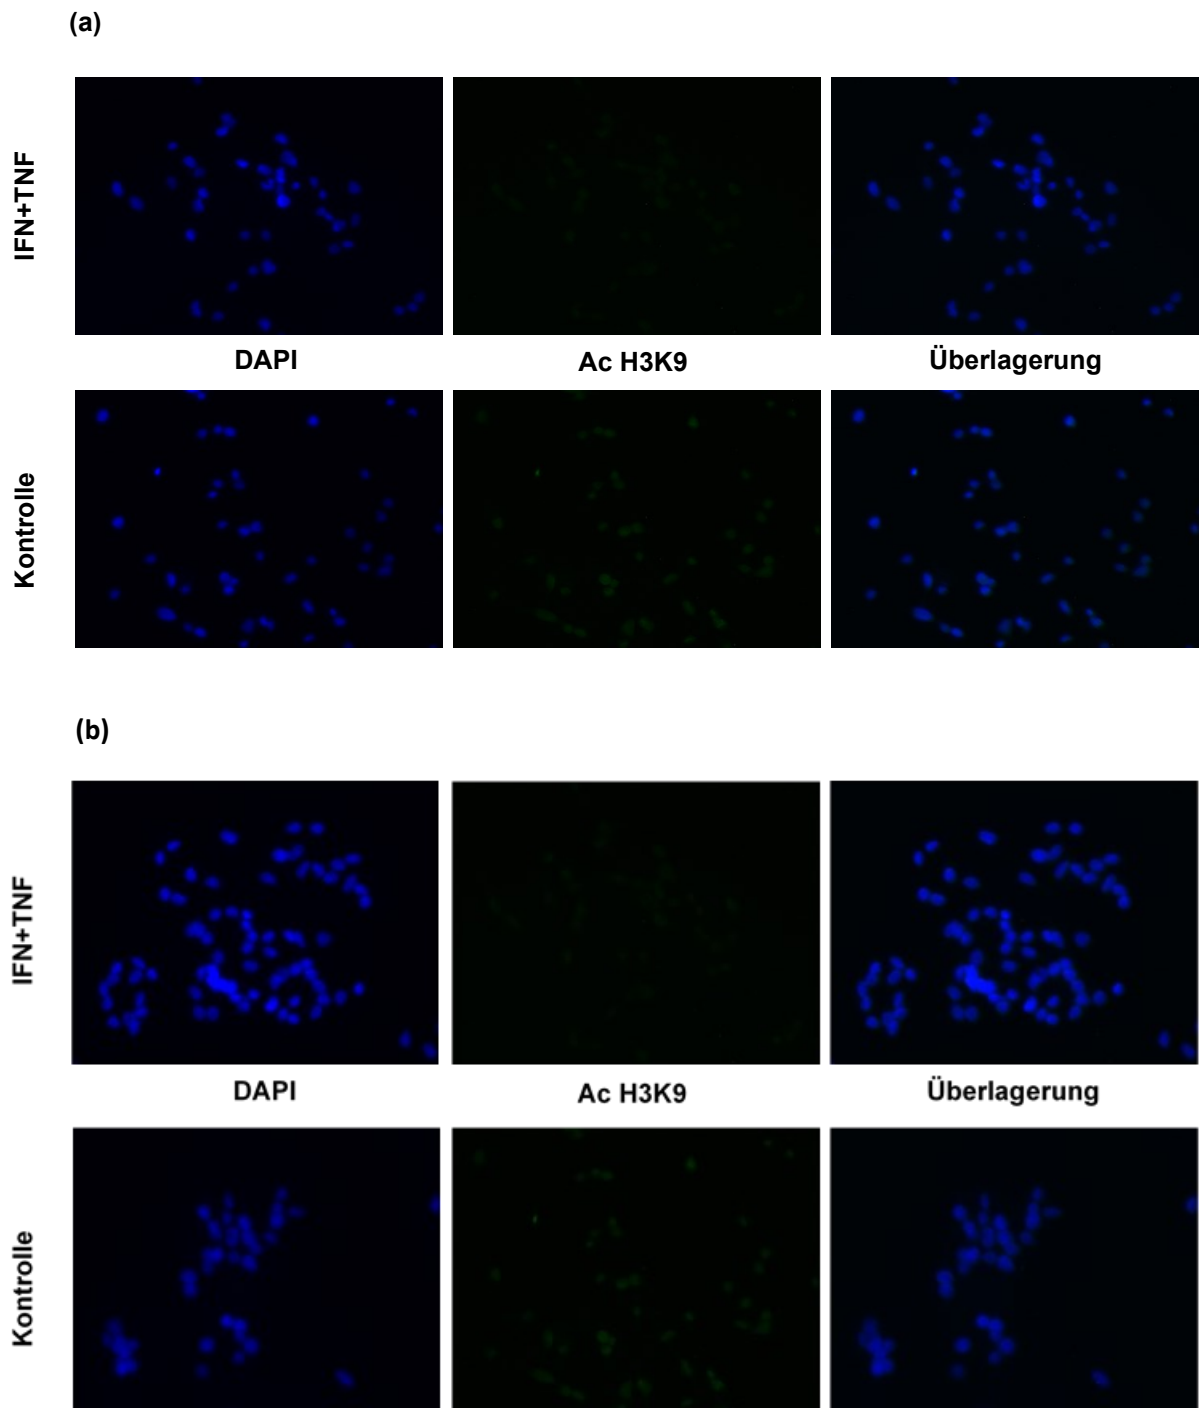 (a)
IFN+TNF
DAPI Ac H3K9 Überlagerung
Kontrolle
(b)
IFN+TNF
DAPI Ac H3K9 Überlagerung
Kontrolle